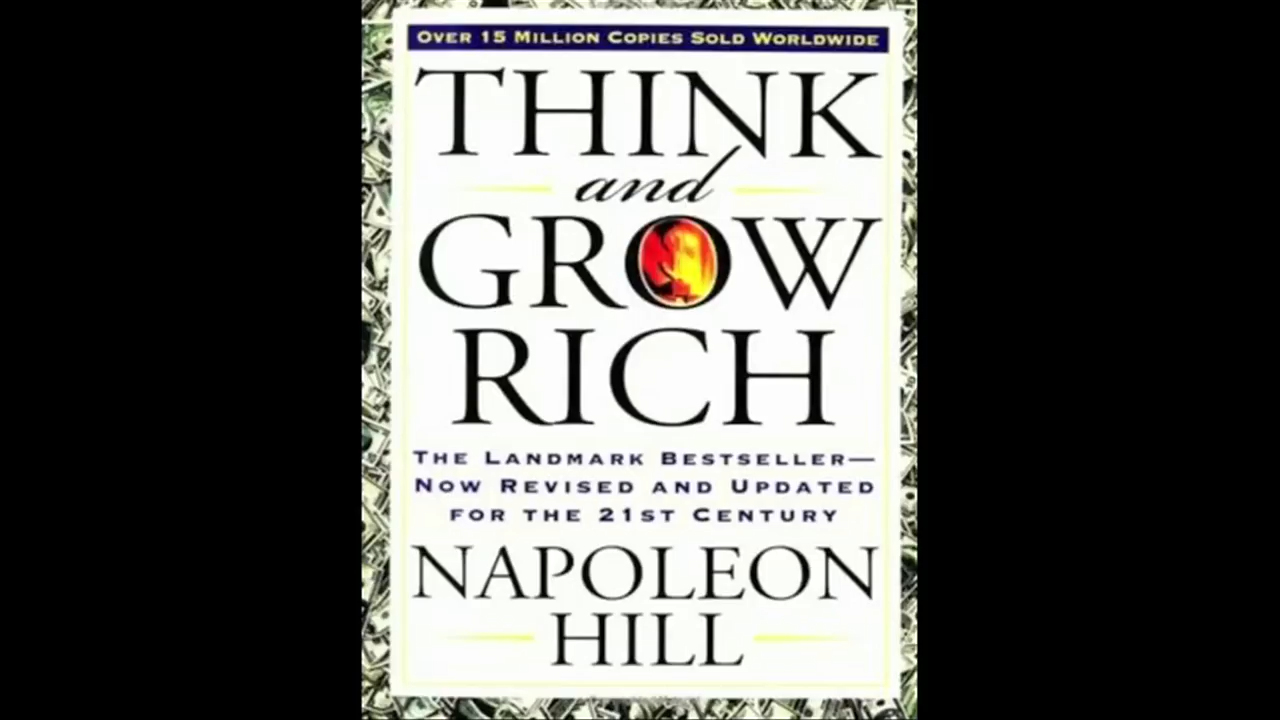 OVER 15 MILLION COPIES SOLD WORLDWIDE
THINK
and
GROW
RICH
THE LANDMARK BESTSELLER—
NOW REVISED AND UPDATED
FOR THE 21ST CENTURY
NAPOLEON
HILL